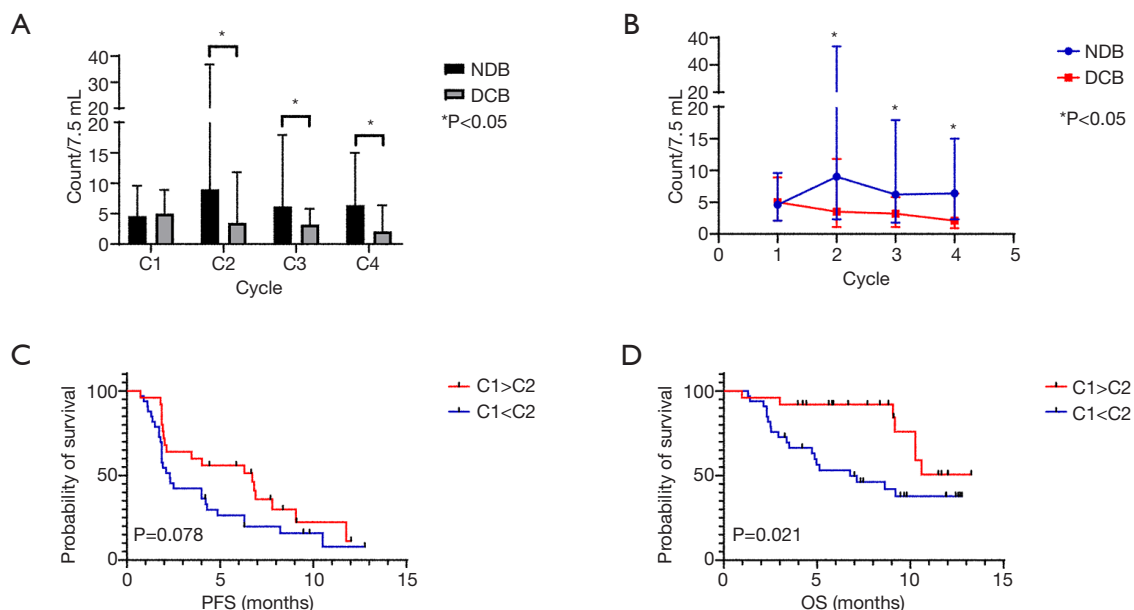 A
Count/7.5 mL
40
30
20
15
10
5
0
*
*
*
C1
C2
C3
C4
Cycle
NDB
DCB
*P<0.05
B
Count/7.5 mL
40
20
40
20
15
10
5
0
*
*
*
0
1
2
3
4
5
Cycle
NDB
DCB
*P<0.05
C
Probability of survival
100
50
0
P=0.078
0
5
10
15
PFS (months)
C1>C2
C1<C2
D
Probability of survival
100
50
0
P=0.021
0
5
10
15
OS (months)
C1>C2
C1<C2